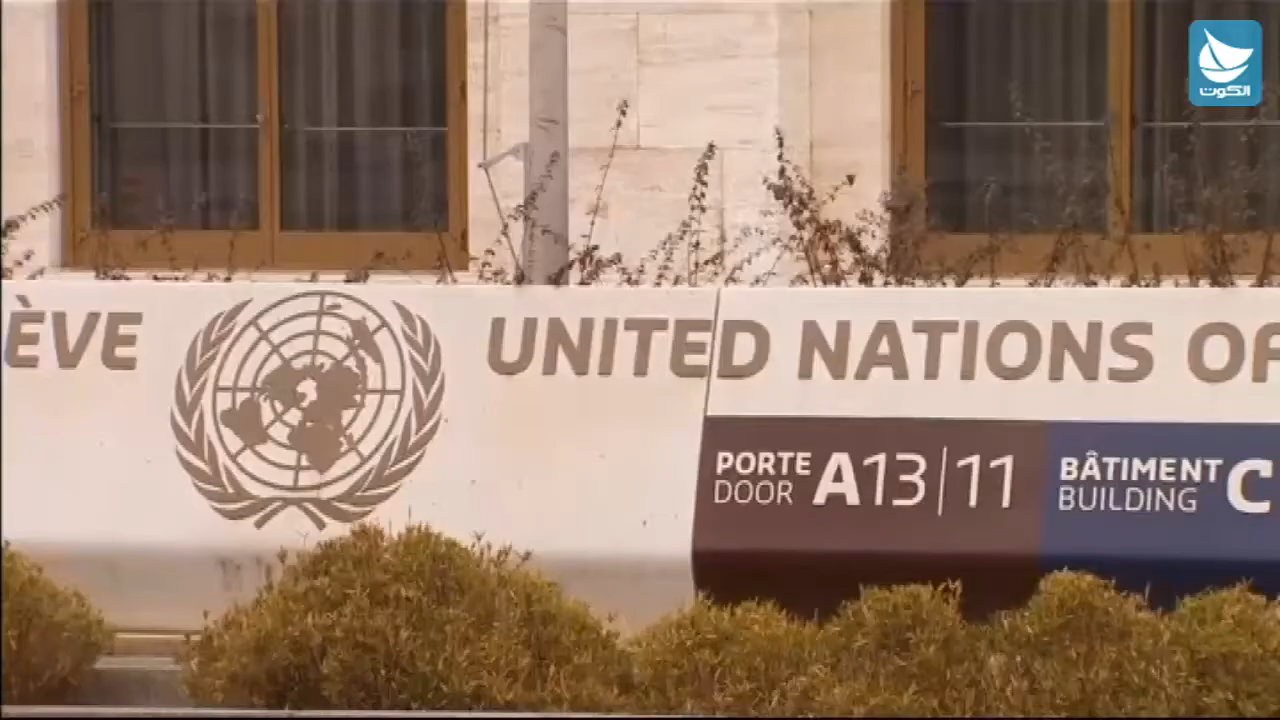 الكوت
ÈVE UNITED NATIONS OF
PORTE
DOOR
A13|11
BÂTIMENT
BUILDING
C